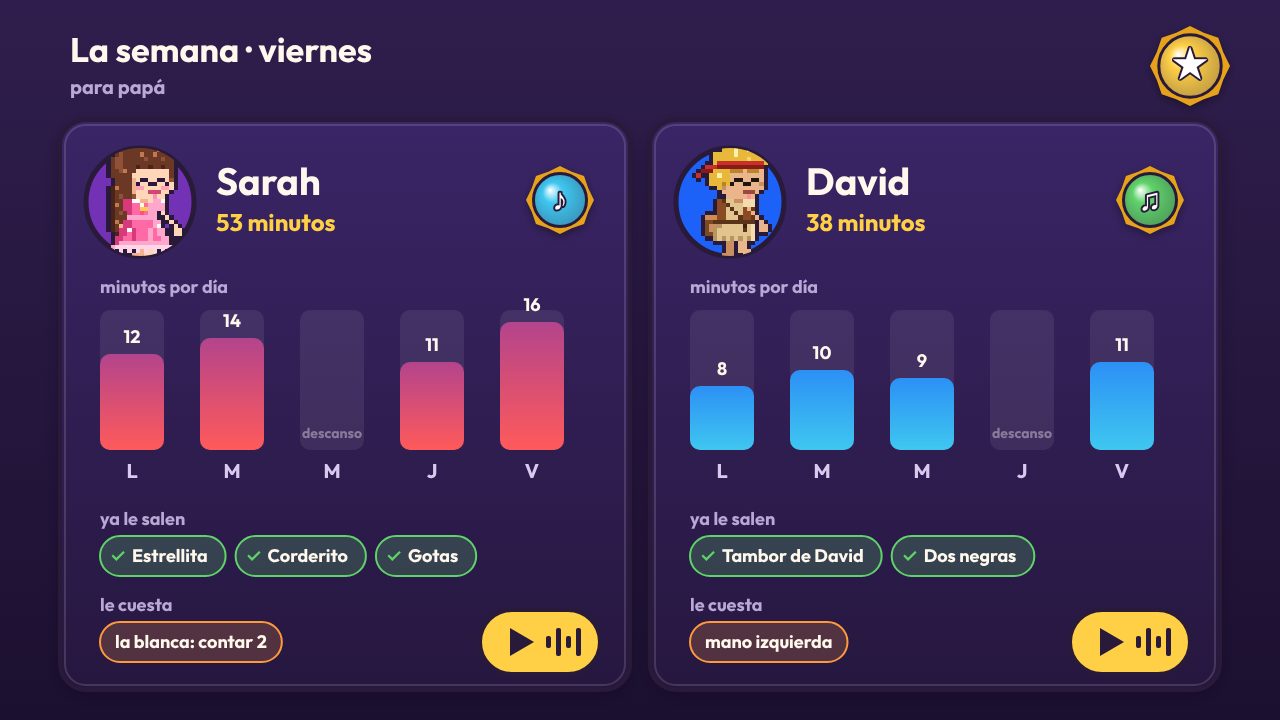 La semana · viernes
para papá
Sarah
53 minutos
minutos por día
12 14 11 16
descanso
L M M J V
ya le salen
Estrellita Corderito Gotas
le cuesta
la blanca: contar 2
David
38 minutos
minutos por día
8 10 9 11
descanso
L M M J V
ya le salen
Tambor de David Dos negras
le cuesta
mano izquierda